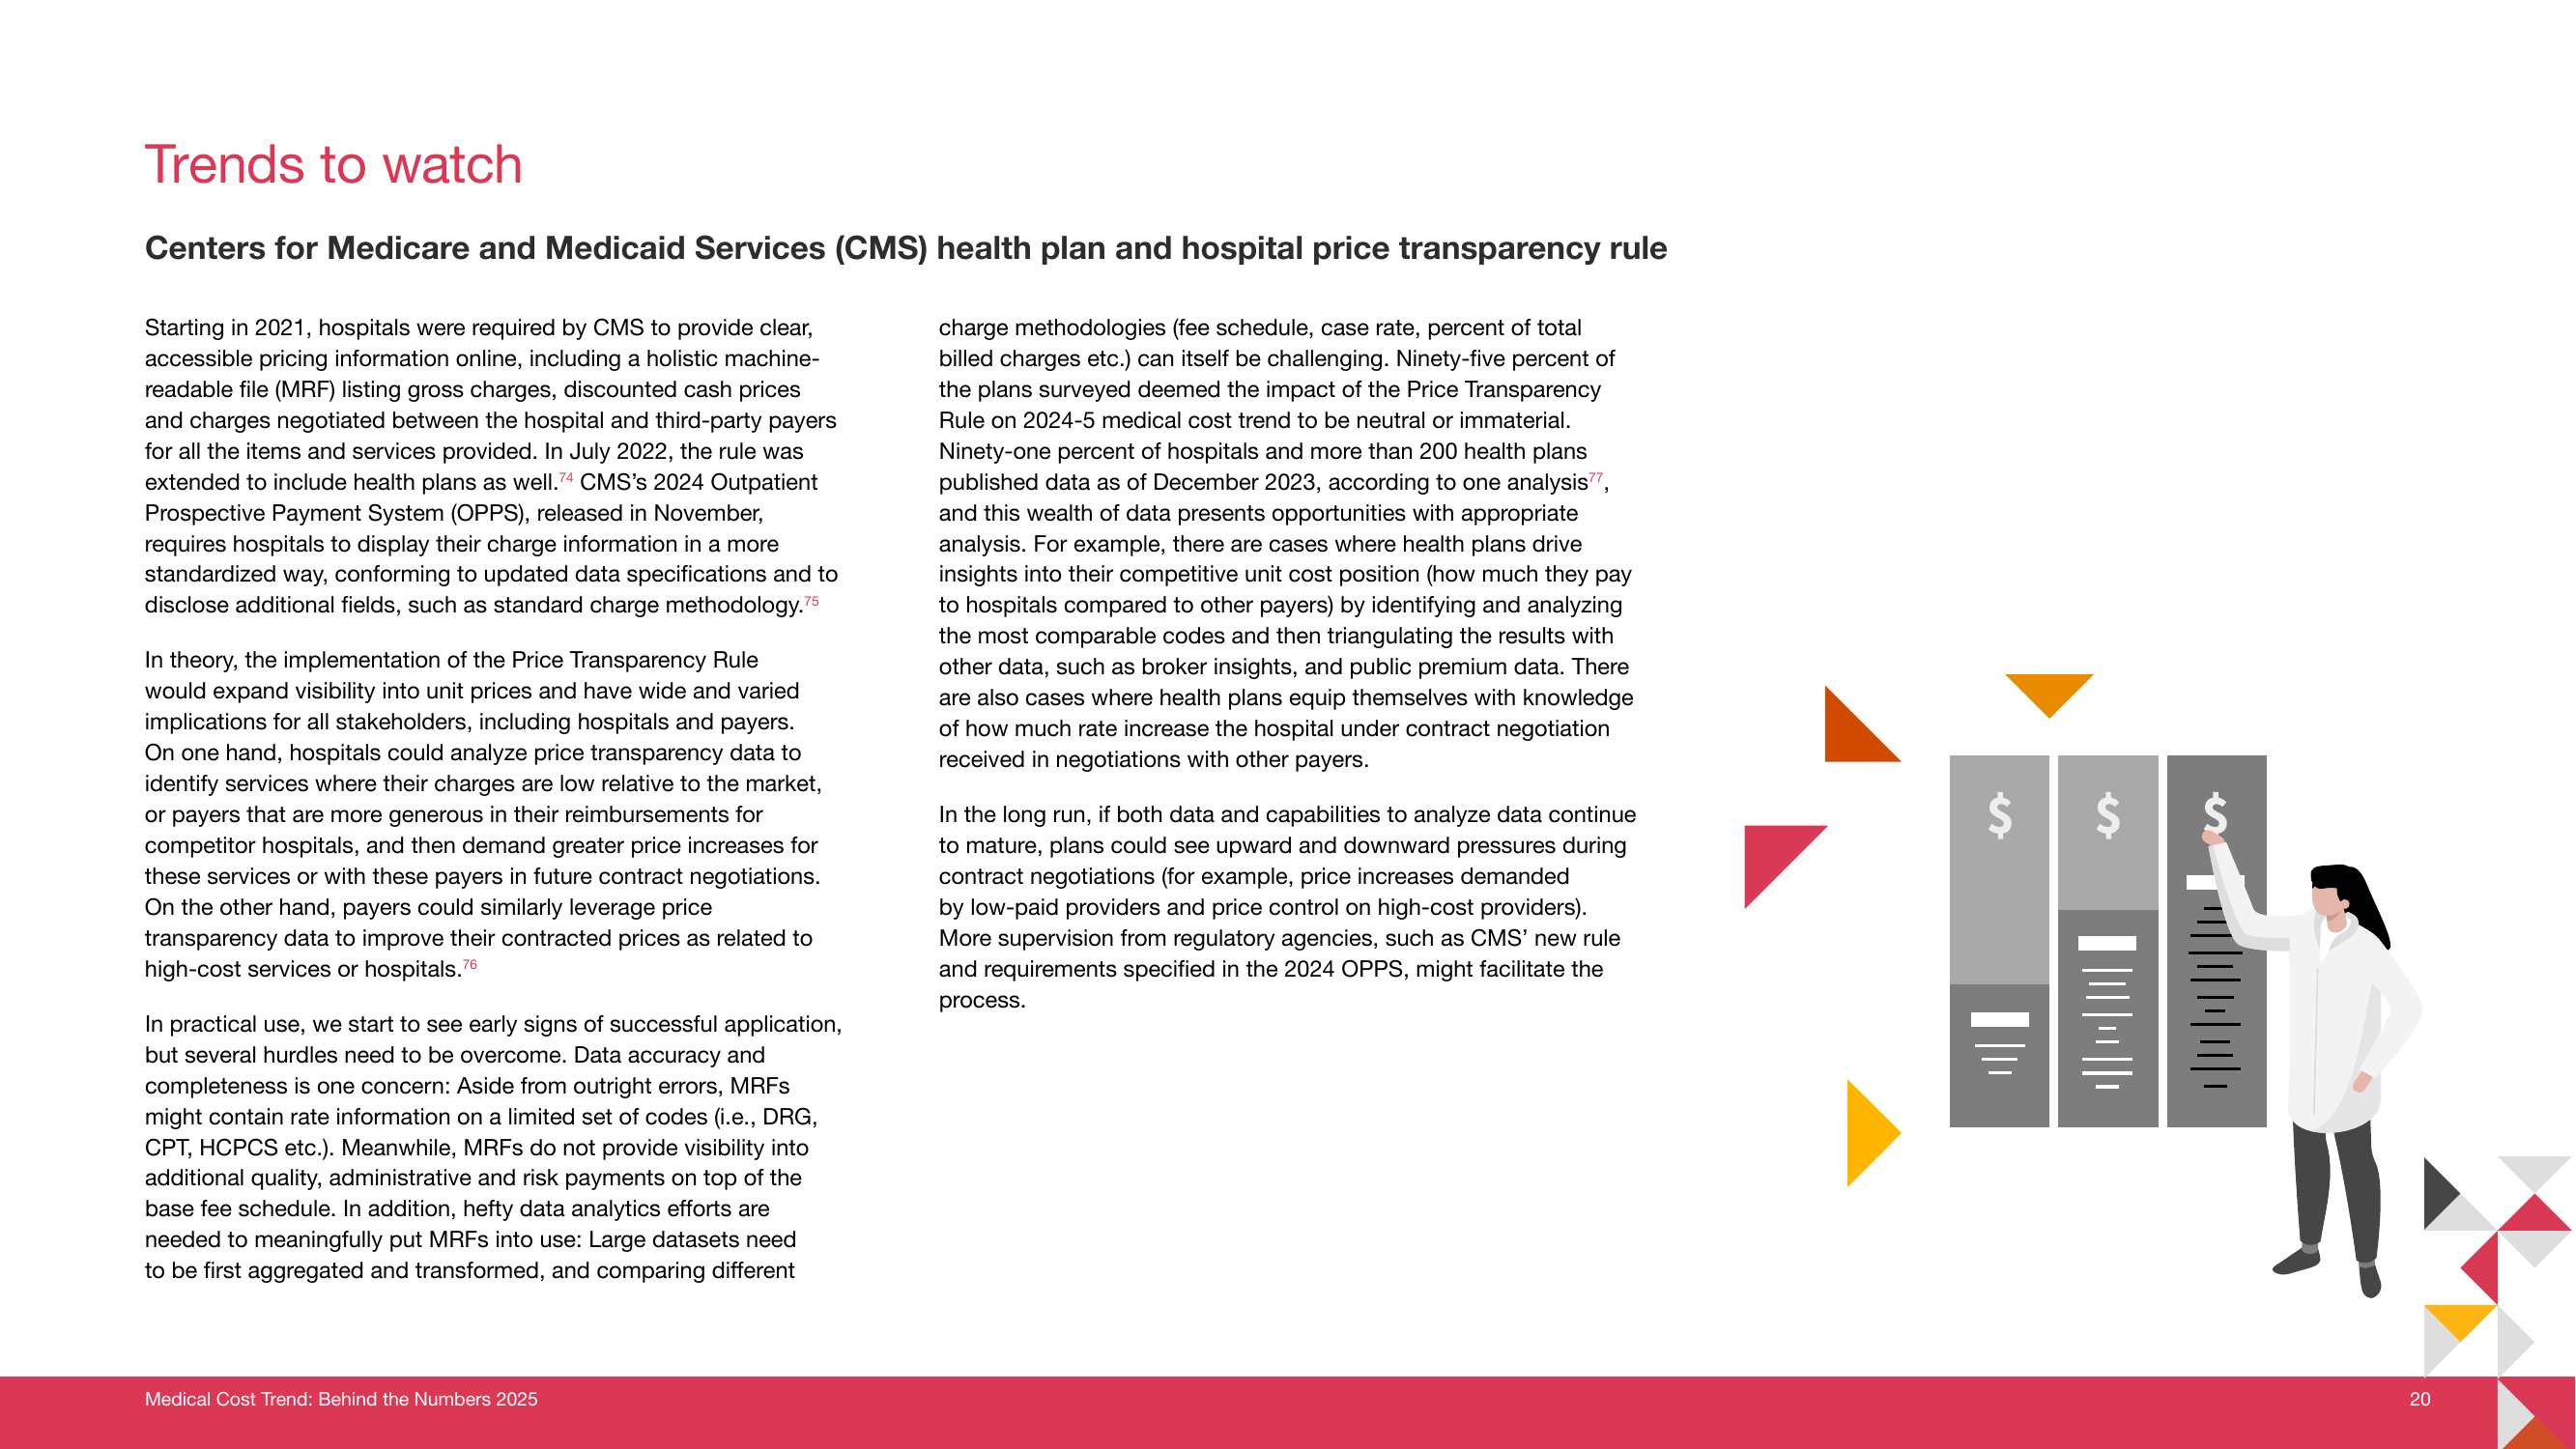 Trends to watch
Centers for Medicare and Medicaid Services (CMS) health plan and hospital price transparency rule
Starting in 2021, hospitals were required by CMS to provide clear,
accessible pricing information online, including a holistic machine-
readable file (MRF) listing gross charges, discounted cash prices
and charges negotiated between the hospital and third-party payers
for all the items and services provided. In July 2022, the rule was
extended to include health plans as well.74 CMS’s 2024 Outpatient
Prospective Payment System (OPPS), released in November,
requires hospitals to display their charge information in a more
standardized way, conforming to updated data specifications and to
disclose additional fields, such as standard charge methodology.75
In theory, the implementation of the Price Transparency Rule
would expand visibility into unit prices and have wide and varied
implications for all stakeholders, including hospitals and payers.
On one hand, hospitals could analyze price transparency data to
identify services where their charges are low relative to the market,
or payers that are more generous in their reimbursements for
competitor hospitals, and then demand greater price increases for
these services or with these payers in future contract negotiations.
On the other hand, payers could similarly leverage price
transparency data to improve their contracted prices as related to
high-cost services or hospitals.76
In practical use, we start to see early signs of successful application,
but several hurdles need to be overcome. Data accuracy and
completeness is one concern: Aside from outright errors, MRFs
might contain rate information on a limited set of codes (i.e., DRG,
CPT, HCPCS etc.). Meanwhile, MRFs do not provide visibility into
additional quality, administrative and risk payments on top of the
base fee schedule. In addition, hefty data analytics efforts are
needed to meaningfully put MRFs into use: Large datasets need
to be first aggregated and transformed, and comparing different
charge methodologies (fee schedule, case rate, percent of total
billed charges etc.) can itself be challenging. Ninety-five percent of
the plans surveyed deemed the impact of the Price Transparency
Rule on 2024-5 medical cost trend to be neutral or immaterial.
Ninety-one percent of hospitals and more than 200 health plans
published data as of December 2023, according to one analysis77,
and this wealth of data presents opportunities with appropriate
analysis. For example, there are cases where health plans drive
insights into their competitive unit cost position (how much they pay
to hospitals compared to other payers) by identifying and analyzing
the most comparable codes and then triangulating the results with
other data, such as broker insights, and public premium data. There
are also cases where health plans equip themselves with knowledge
of how much rate increase the hospital under contract negotiation
received in negotiations with other payers.
In the long run, if both data and capabilities to analyze data continue
to mature, plans could see upward and downward pressures during
contract negotiations (for example, price increases demanded
by low-paid providers and price control on high-cost providers).
More supervision from regulatory agencies, such as CMS’ new rule
and requirements specified in the 2024 OPPS, might facilitate the
process.
$ $ $
Medical Cost Trend: Behind the Numbers 2025
20